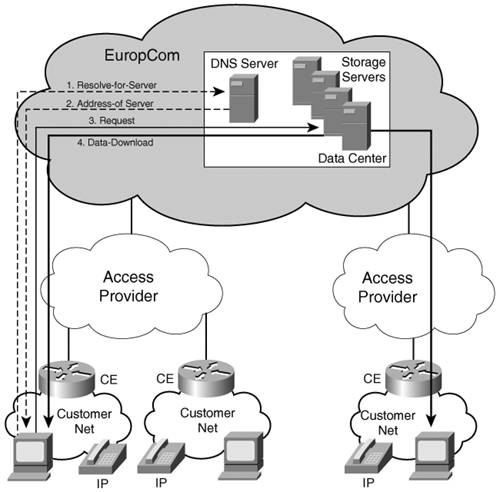 EuropCom
DNS Server
Storage
Servers
1. Resolve-for-Server
2. Address-of Server
3. Request
4. Data-Download
Data Center
Access
Provider
Access
Provider
CE
CE
CE
Customer
Net
Customer
Net
Customer
Net
IP
IP
IP